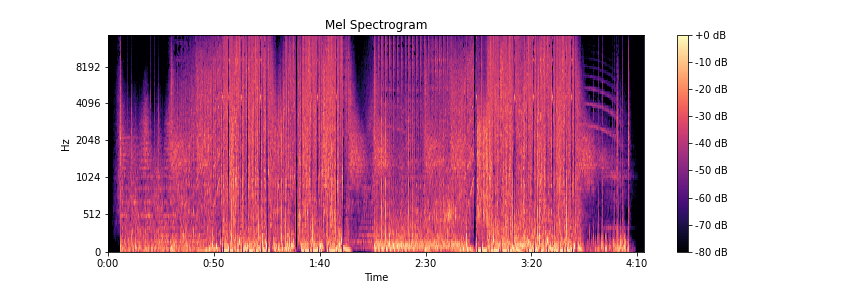 Mel Spectrogram
Hz
8192
4096
2048
1024
512
0
0:00
0:50
1:40
2:30
3:20
4:10
Time
+0 dB
-10 dB
-20 dB
-30 dB
-40 dB
-50 dB
-60 dB
-70 dB
-80 dB